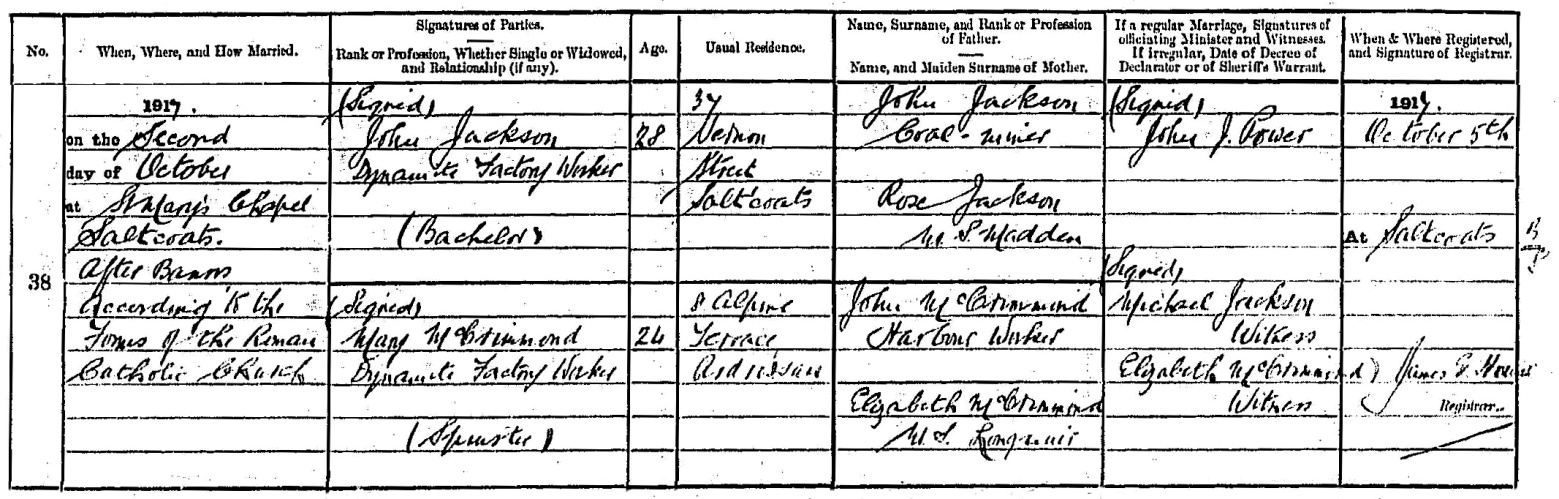 No.
When, Where, and How Married.
Signatures of Parties.
Rank or Profession, Whether Single or Widowed,
and Relationship (if any).
Age.
Usual Residence.
Name, Surname, and Rank or Profession
of Father.
Name, and Maiden Surname of Mother.
If a regular Marriage, Signatures of
officiating Minister and Witnesses.
If Irregular, Date of Decree of
Declarator or of Sheriff's Warrant.
When & Where Registered,
and Signature of Registrar.
38
1917.
on the Second
day of October
at St Mary's Chapel
Saltcoats.
After Banns
According to the
Forms of the Roman
Catholic Church
(Signed)
John Jackson
Dynamite Factory Worker
(Bachelor)
(Signed)
Mary McCrimmond
Dynamite Factory Worker
(Spinster)
28
24
37
Vernon
Street
Saltcoats
8 Alpine
Terrace
Ardrossan
John Jackson
Coal-miner
Rose Jackson
M.S Madden
John McCrimmond
Harbour Worker
Elizabeth McCrimmond
M.S. Longmuir
(Signed)
John J. Power
(Signed)
Michael Jackson
Witness
Elizabeth McCrimmond
Witness
1917.
October 5th
At Saltcoats
James
Registrar.